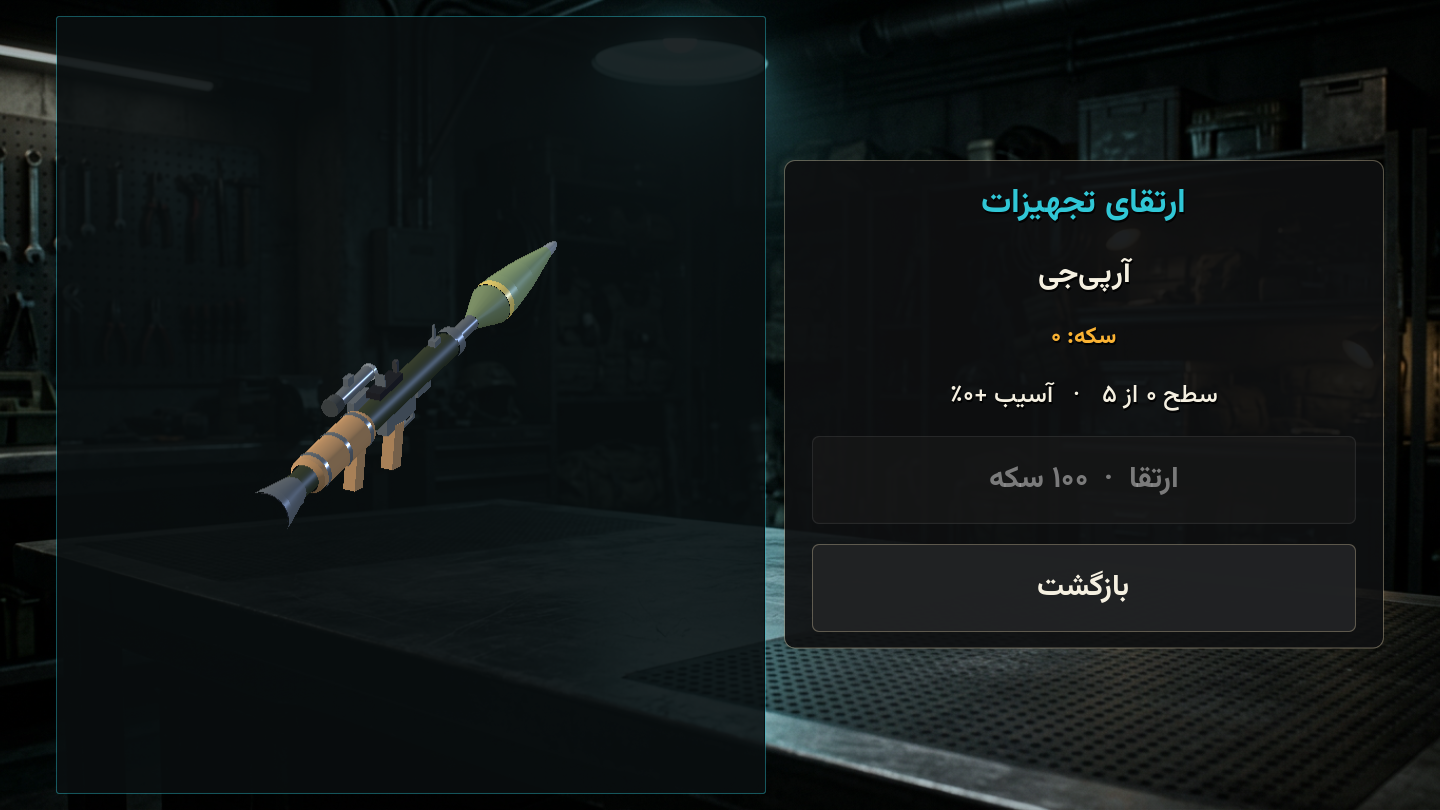 ارتقای تجهیزات
آرپی‌جی
سکه: ۰
سطح ۰ از ۵ · آسیب +۰٪
ارتقا · ۱۰۰ سکه
بازگشت